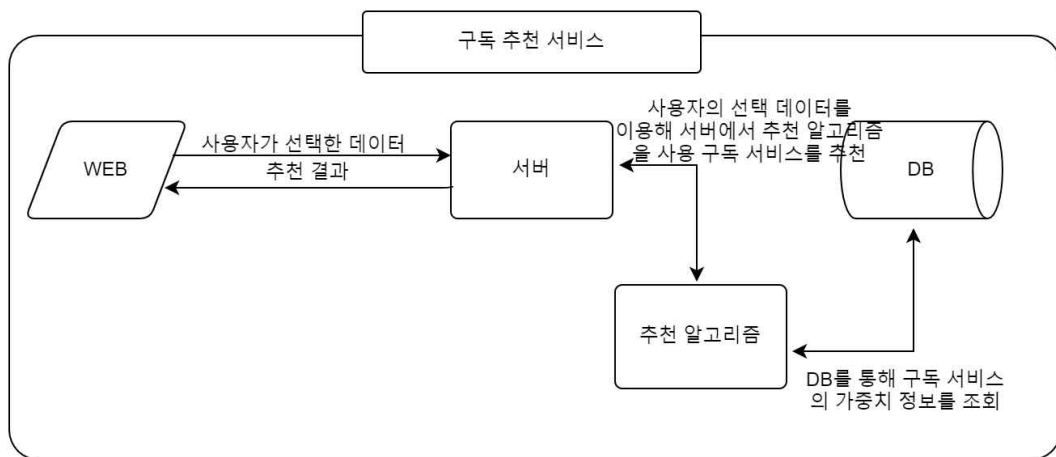 구독 추천 서비스
WEB
사용자가 선택한 데이터
추천 결과
서버
사용자의 선택 데이터를
이용해 서버에서 추천 알고리즘
을 사용 구독 서비스를 추천
DB
추천 알고리즘
DB를 통해 구독 서비스
의 가중치 정보를 조회